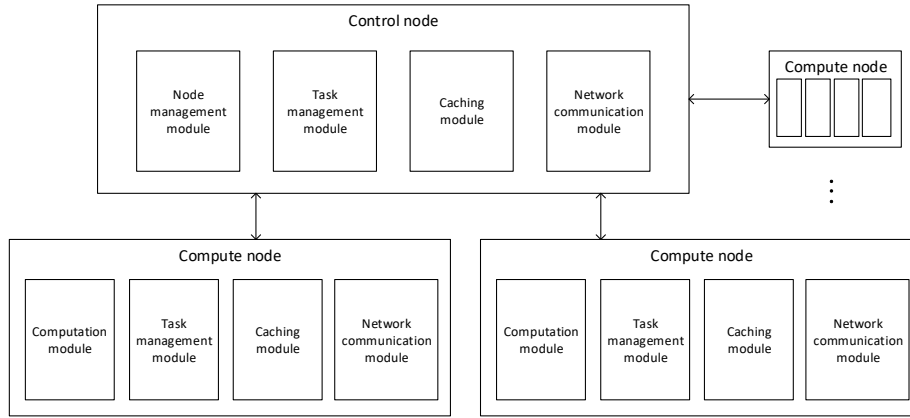 Control node
Node
management
module
Task
management
module
Caching
module
Network
communication
module
Compute node
Compute node
Computation
module
Task
management
module
Caching
module
Network
communication
module
Compute node
Computation
module
Task
management
module
Caching
module
Network
communication
module